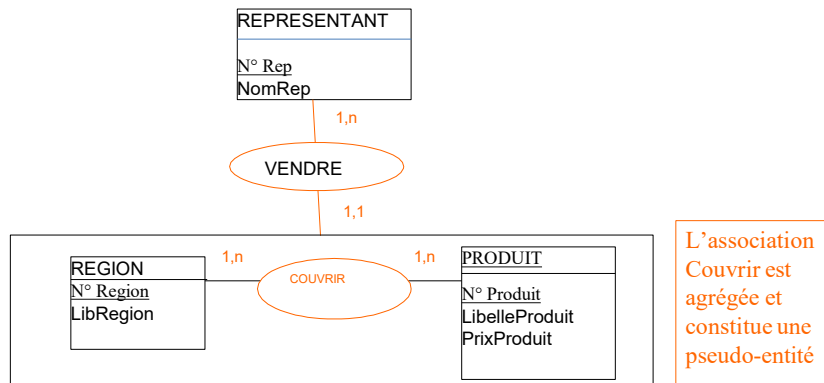 REPRESENTANT
N° Rep
NomRep
1,n
VENDRE
1,1
REGION
N° Region
LibRegion
1,n
COUVRIR
1,n
PRODUIT
N° Produit
LibelleProduit
PrixProduit
L'association
Couvrir est
agrégée et
constitue une
pseudo-entité